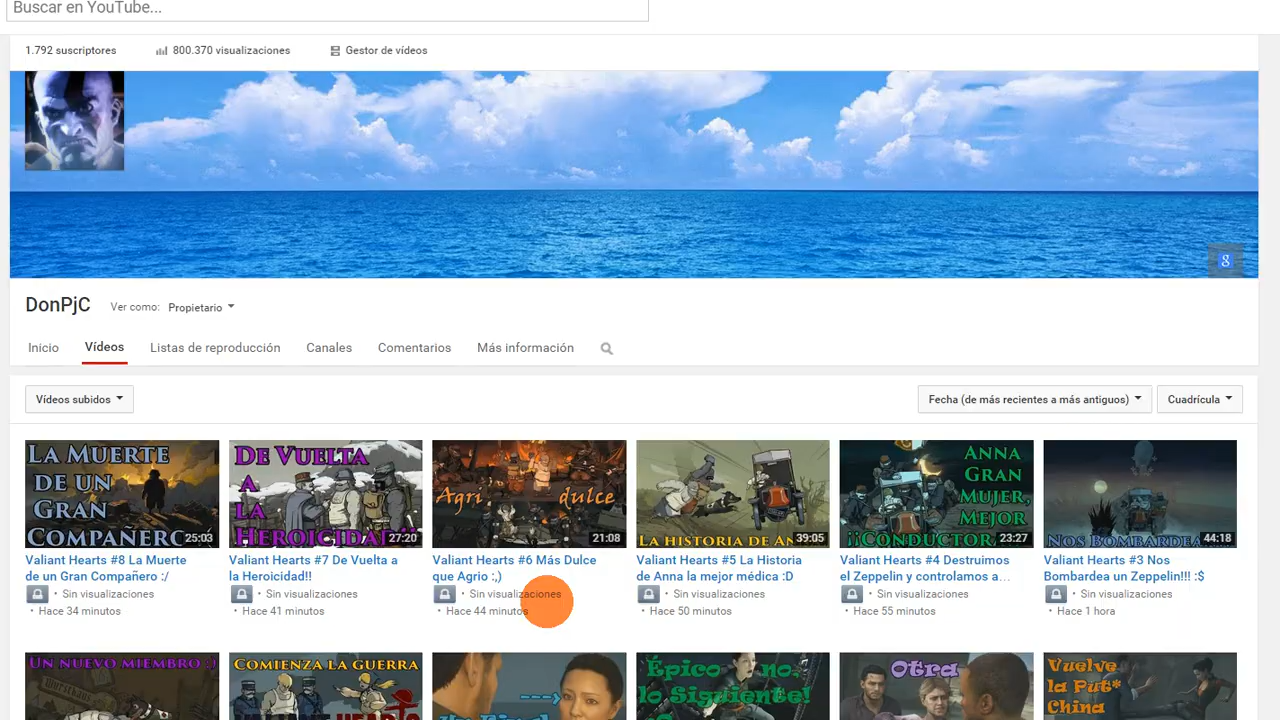 Buscar en YouTube...
1.792 suscriptores
800.370 visualizaciones
Gestor de vídeos
g
DonPjC
Ver como: Propietario
Inicio
Vídeos
Listas de reproducción
Canales
Comentarios
Más información
Vídeos subidos
Fecha (de más recientes a más antiguos)
Cuadrícula
La Muerte
de un
Gran
Compañero
25:03
De Vuelta
a
la
Heroicidad!!
27:20
Agri
dulce
21:08
La historia de An
39:05
Anna
Gran
Mujer,
Mejor
¡¡Conductor
23:27
Nos Bombardea
44:18
Valiant Hearts #8 La Muerte
de un Gran Compañero :/
Sin visualizaciones
• Hace 34 minutos
Valiant Hearts #7 De Vuelta a
la Heroicidad!!
• Sin visualizaciones
• Hace 41 minutos
Valiant Hearts #6 Más Dulce
que Agrio :,)
• Sin visualizaciones
• Hace 44 minutos
Valiant Hearts #5 La Historia
de Anna la mejor médica :D
• Sin visualizaciones
• Hace 50 minutos
Valiant Hearts #4 Destruimos
el Zeppelin y controlamos a...
• Sin visualizaciones
• Hace 55 minutos
Valiant Hearts #3 Nos
Bombardea un Zeppelin!!! :$
• Sin visualizaciones
• Hace 1 hora
Un nuevo miembro :)
Comienza la guerra
Épico no,
lo Siguiente!
Otra
Vuelve
la Put*
China